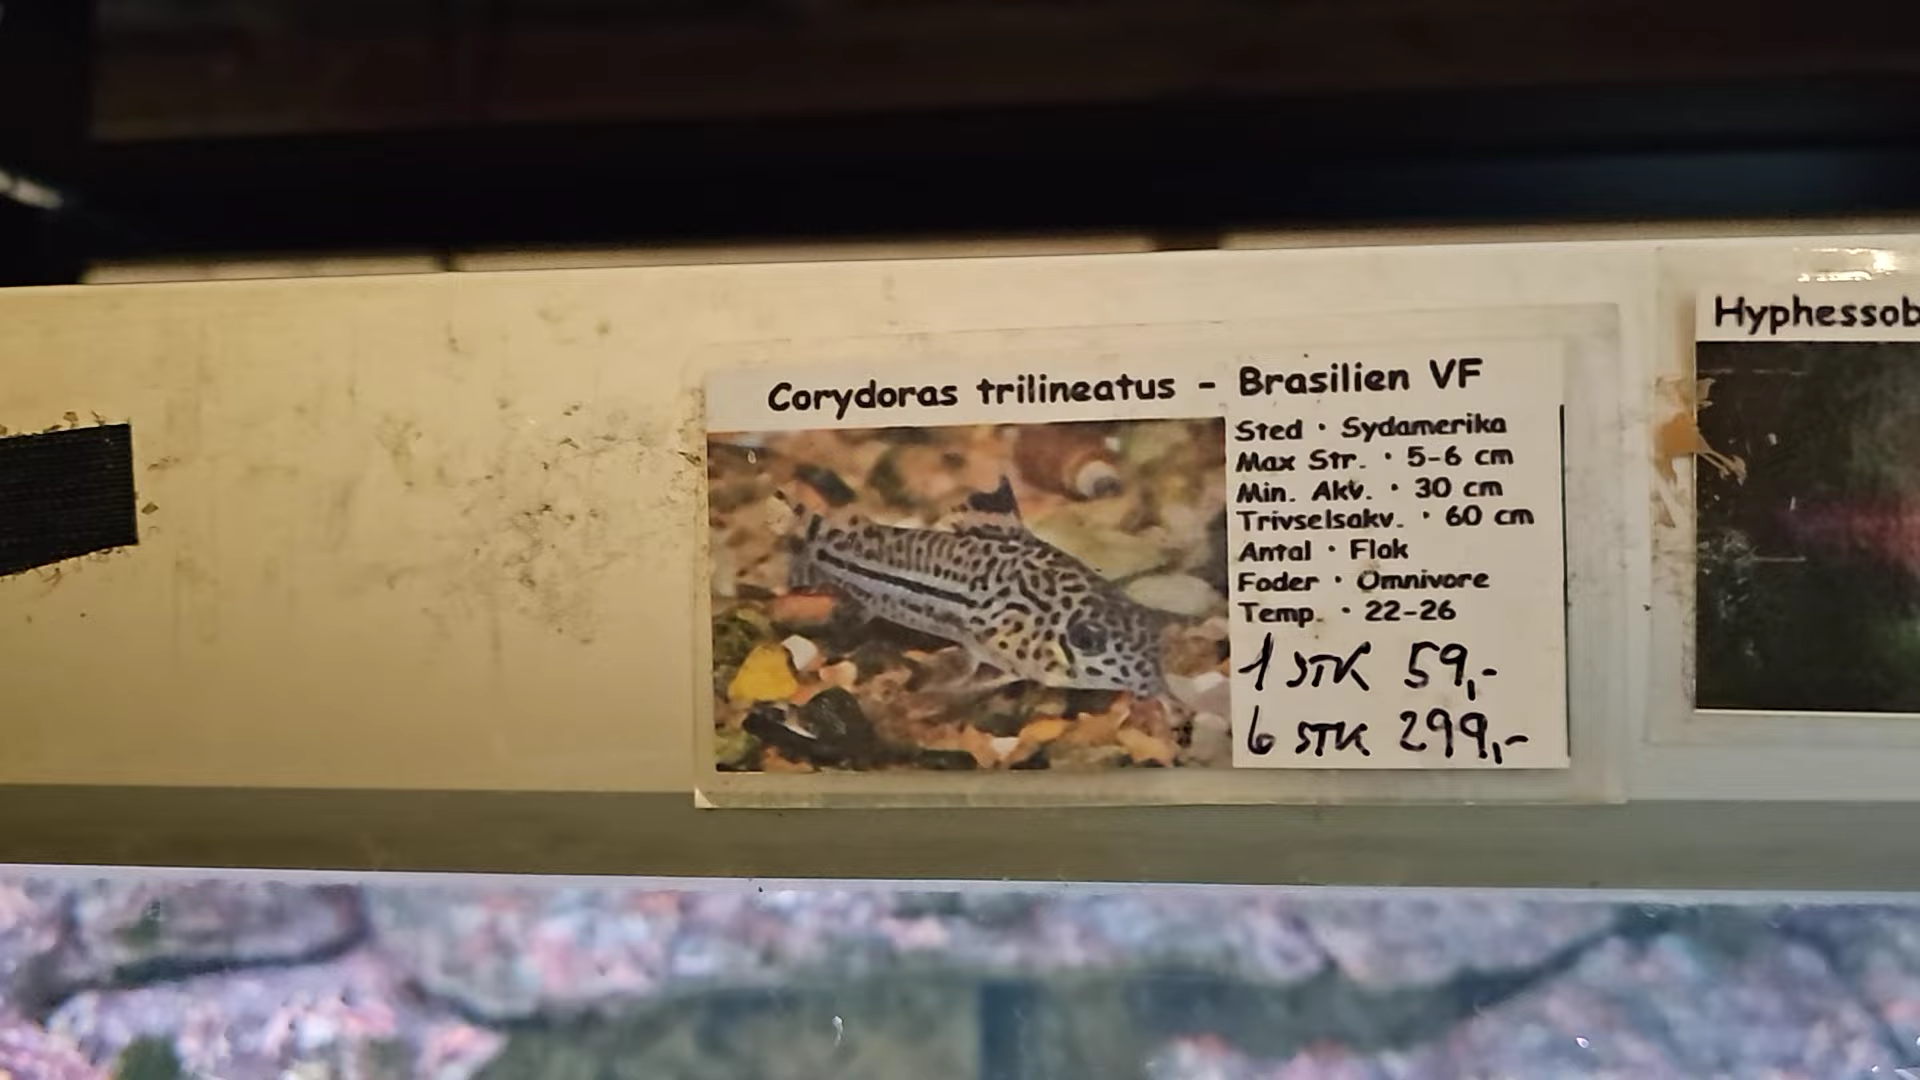 Corydoras trilineatus - Brasilien VF
Sted · Sydamerika
Max Str. · 5-6 cm
Min. Akv. · 30 cm
Trivselsakv. · 60 cm
Antal · Flok
Foder · Omnivore
Temp. · 22-26
1 STK 59,-
6 STK 299,-
Hyphessob